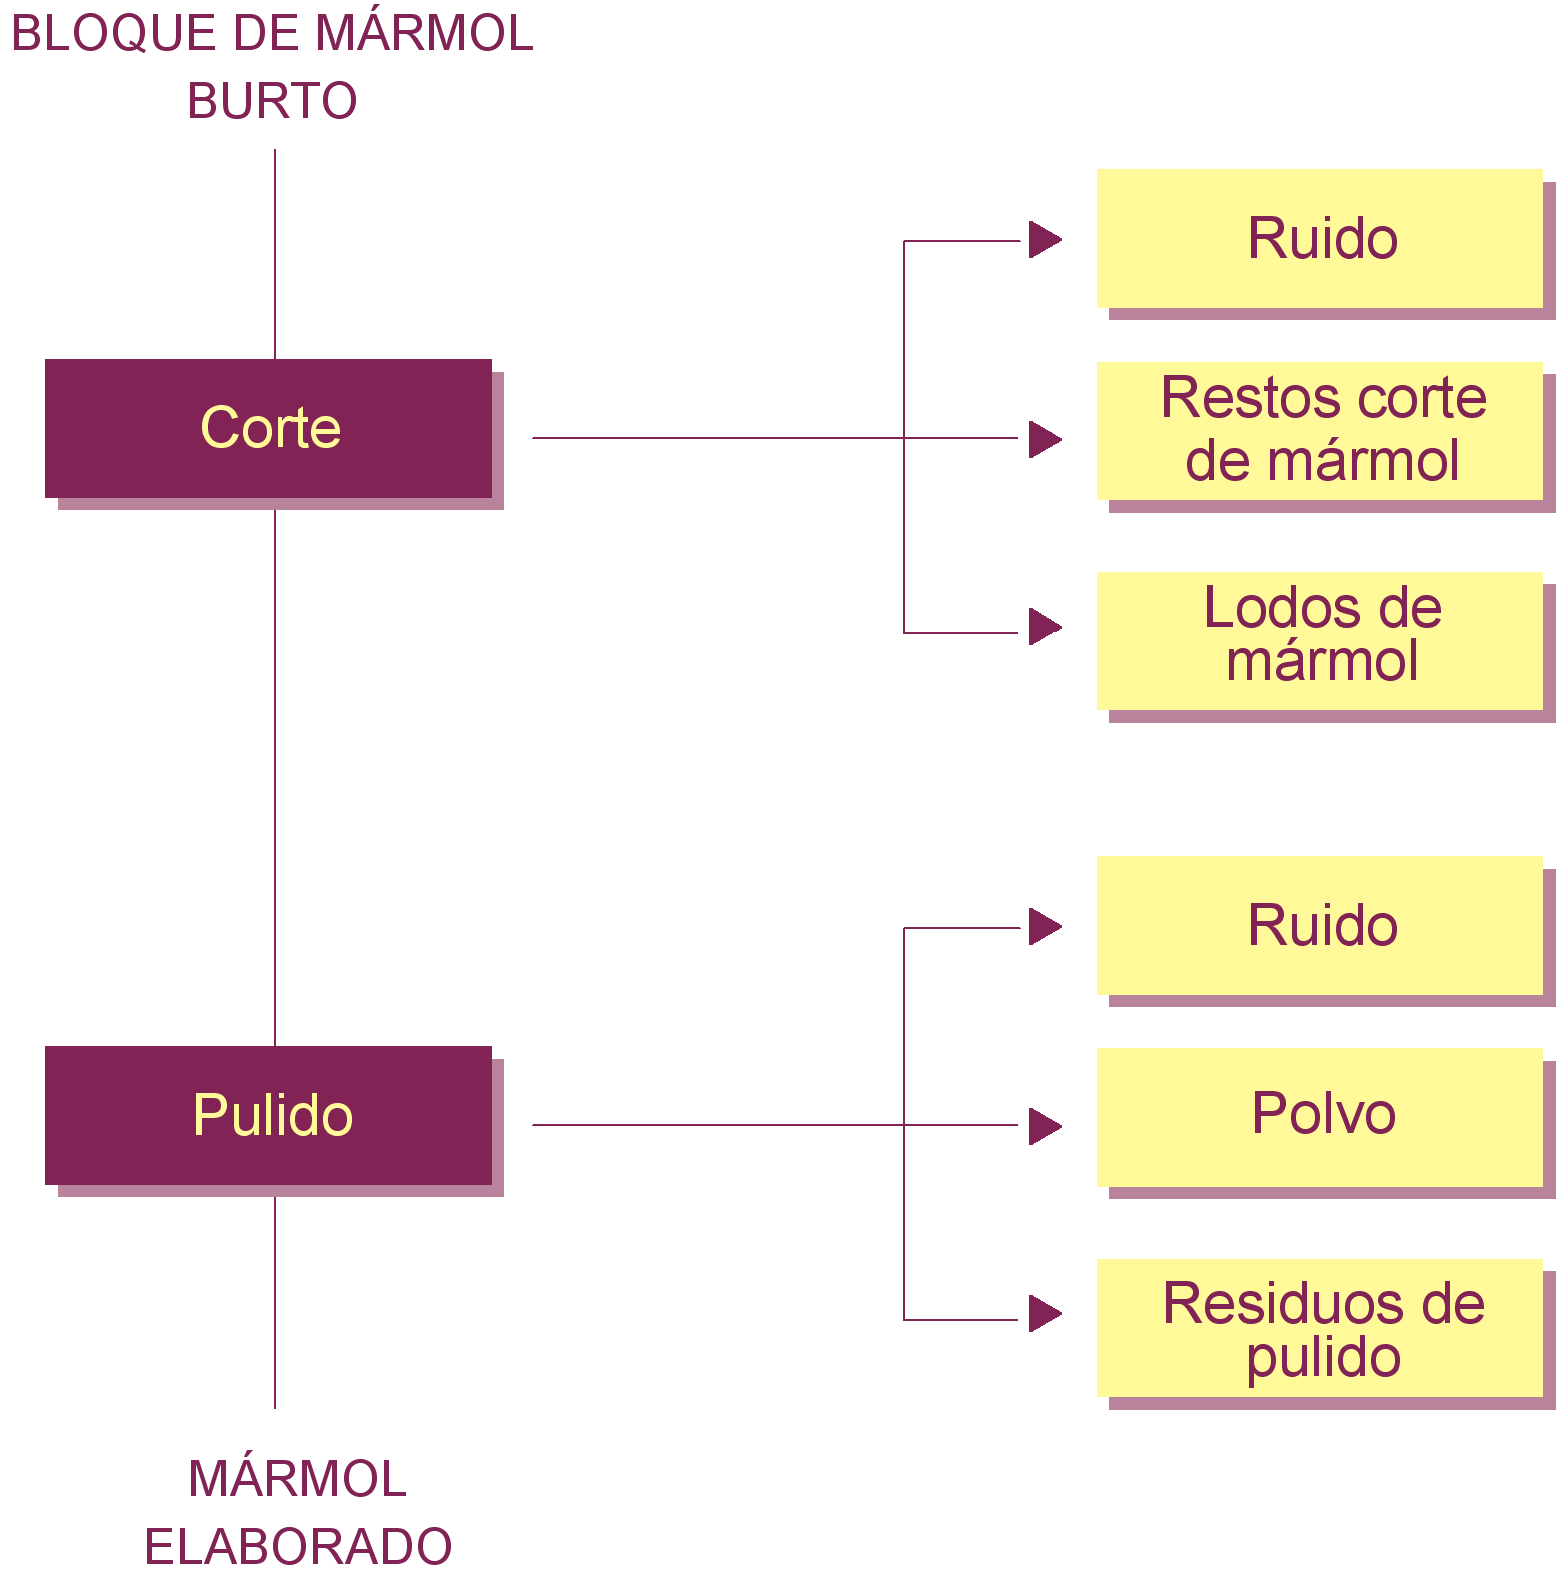 BLOQUE DE MÁRMOL
BURTO
Corte
Ruido
Restos corte
de mármol
Lodos de
mármol
Pulido
Ruido
Polvo
Residuos de
pulido
MÁRMOL
ELABORADO